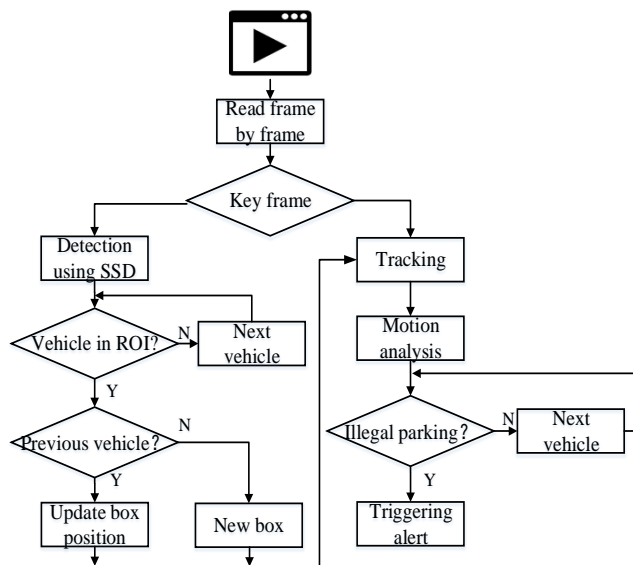 Read frame
by frame
Key frame
Detection
using SSD
Tracking
Vehicle in ROI?
N
Next
vehicle
Motion
analysis
Y
Previous vehicle?
N
Illegal parking?
N
Next
vehicle
Y
Y
Update box
position
New box
Triggering
alert